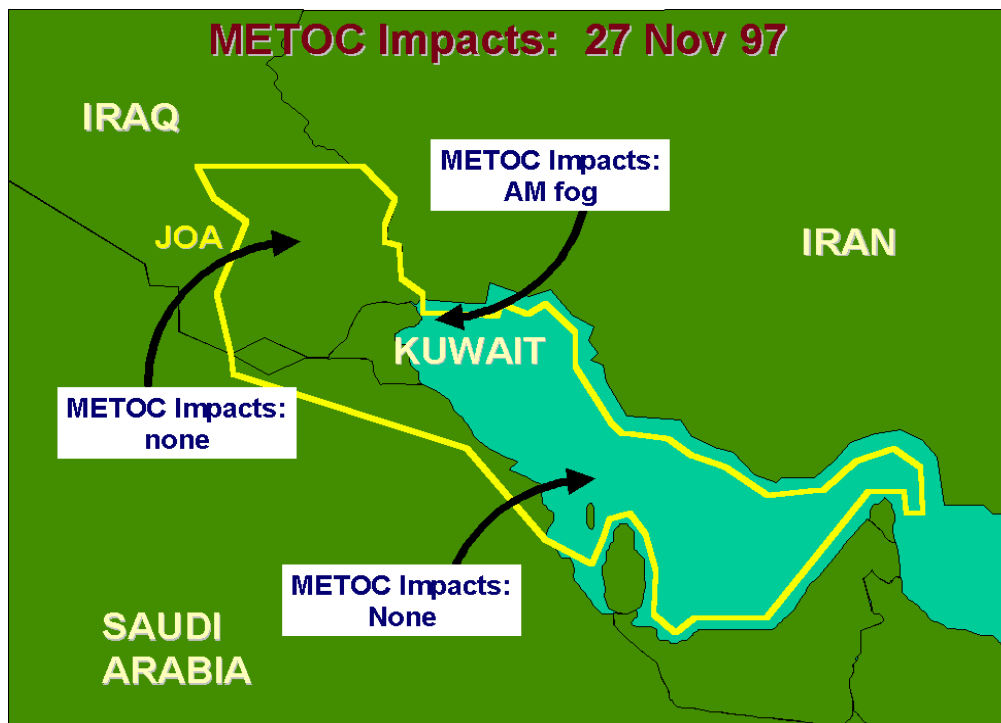 METOC Impacts:  27 Nov 97
IRAQ
METOC Impacts:
AM fog
JOA
IRAN
KUWAIT
METOC Impacts:
none
METOC Impacts:
None
SAUDI
ARABIA